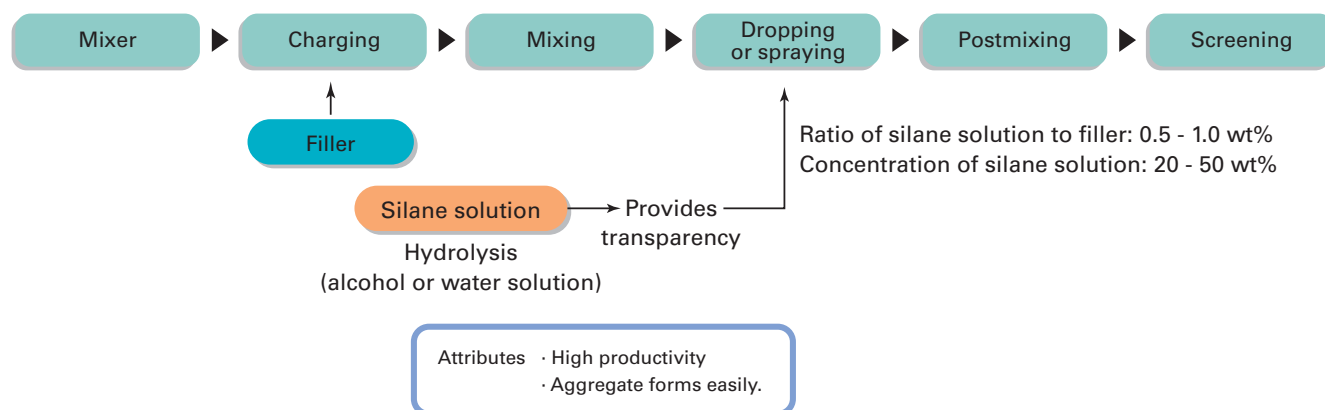 Mixer
Charging
Mixing
Dropping
or spraying
Postmixing
Screening
Filler
Ratio of silane solution to filler: 0.5 - 1.0 wt%
Concentration of silane solution: 20 - 50 wt%
Silane solution
Provides
transparency
Hydrolysis
(alcohol or water solution)
Attributes · High productivity
· Aggregate forms easily.